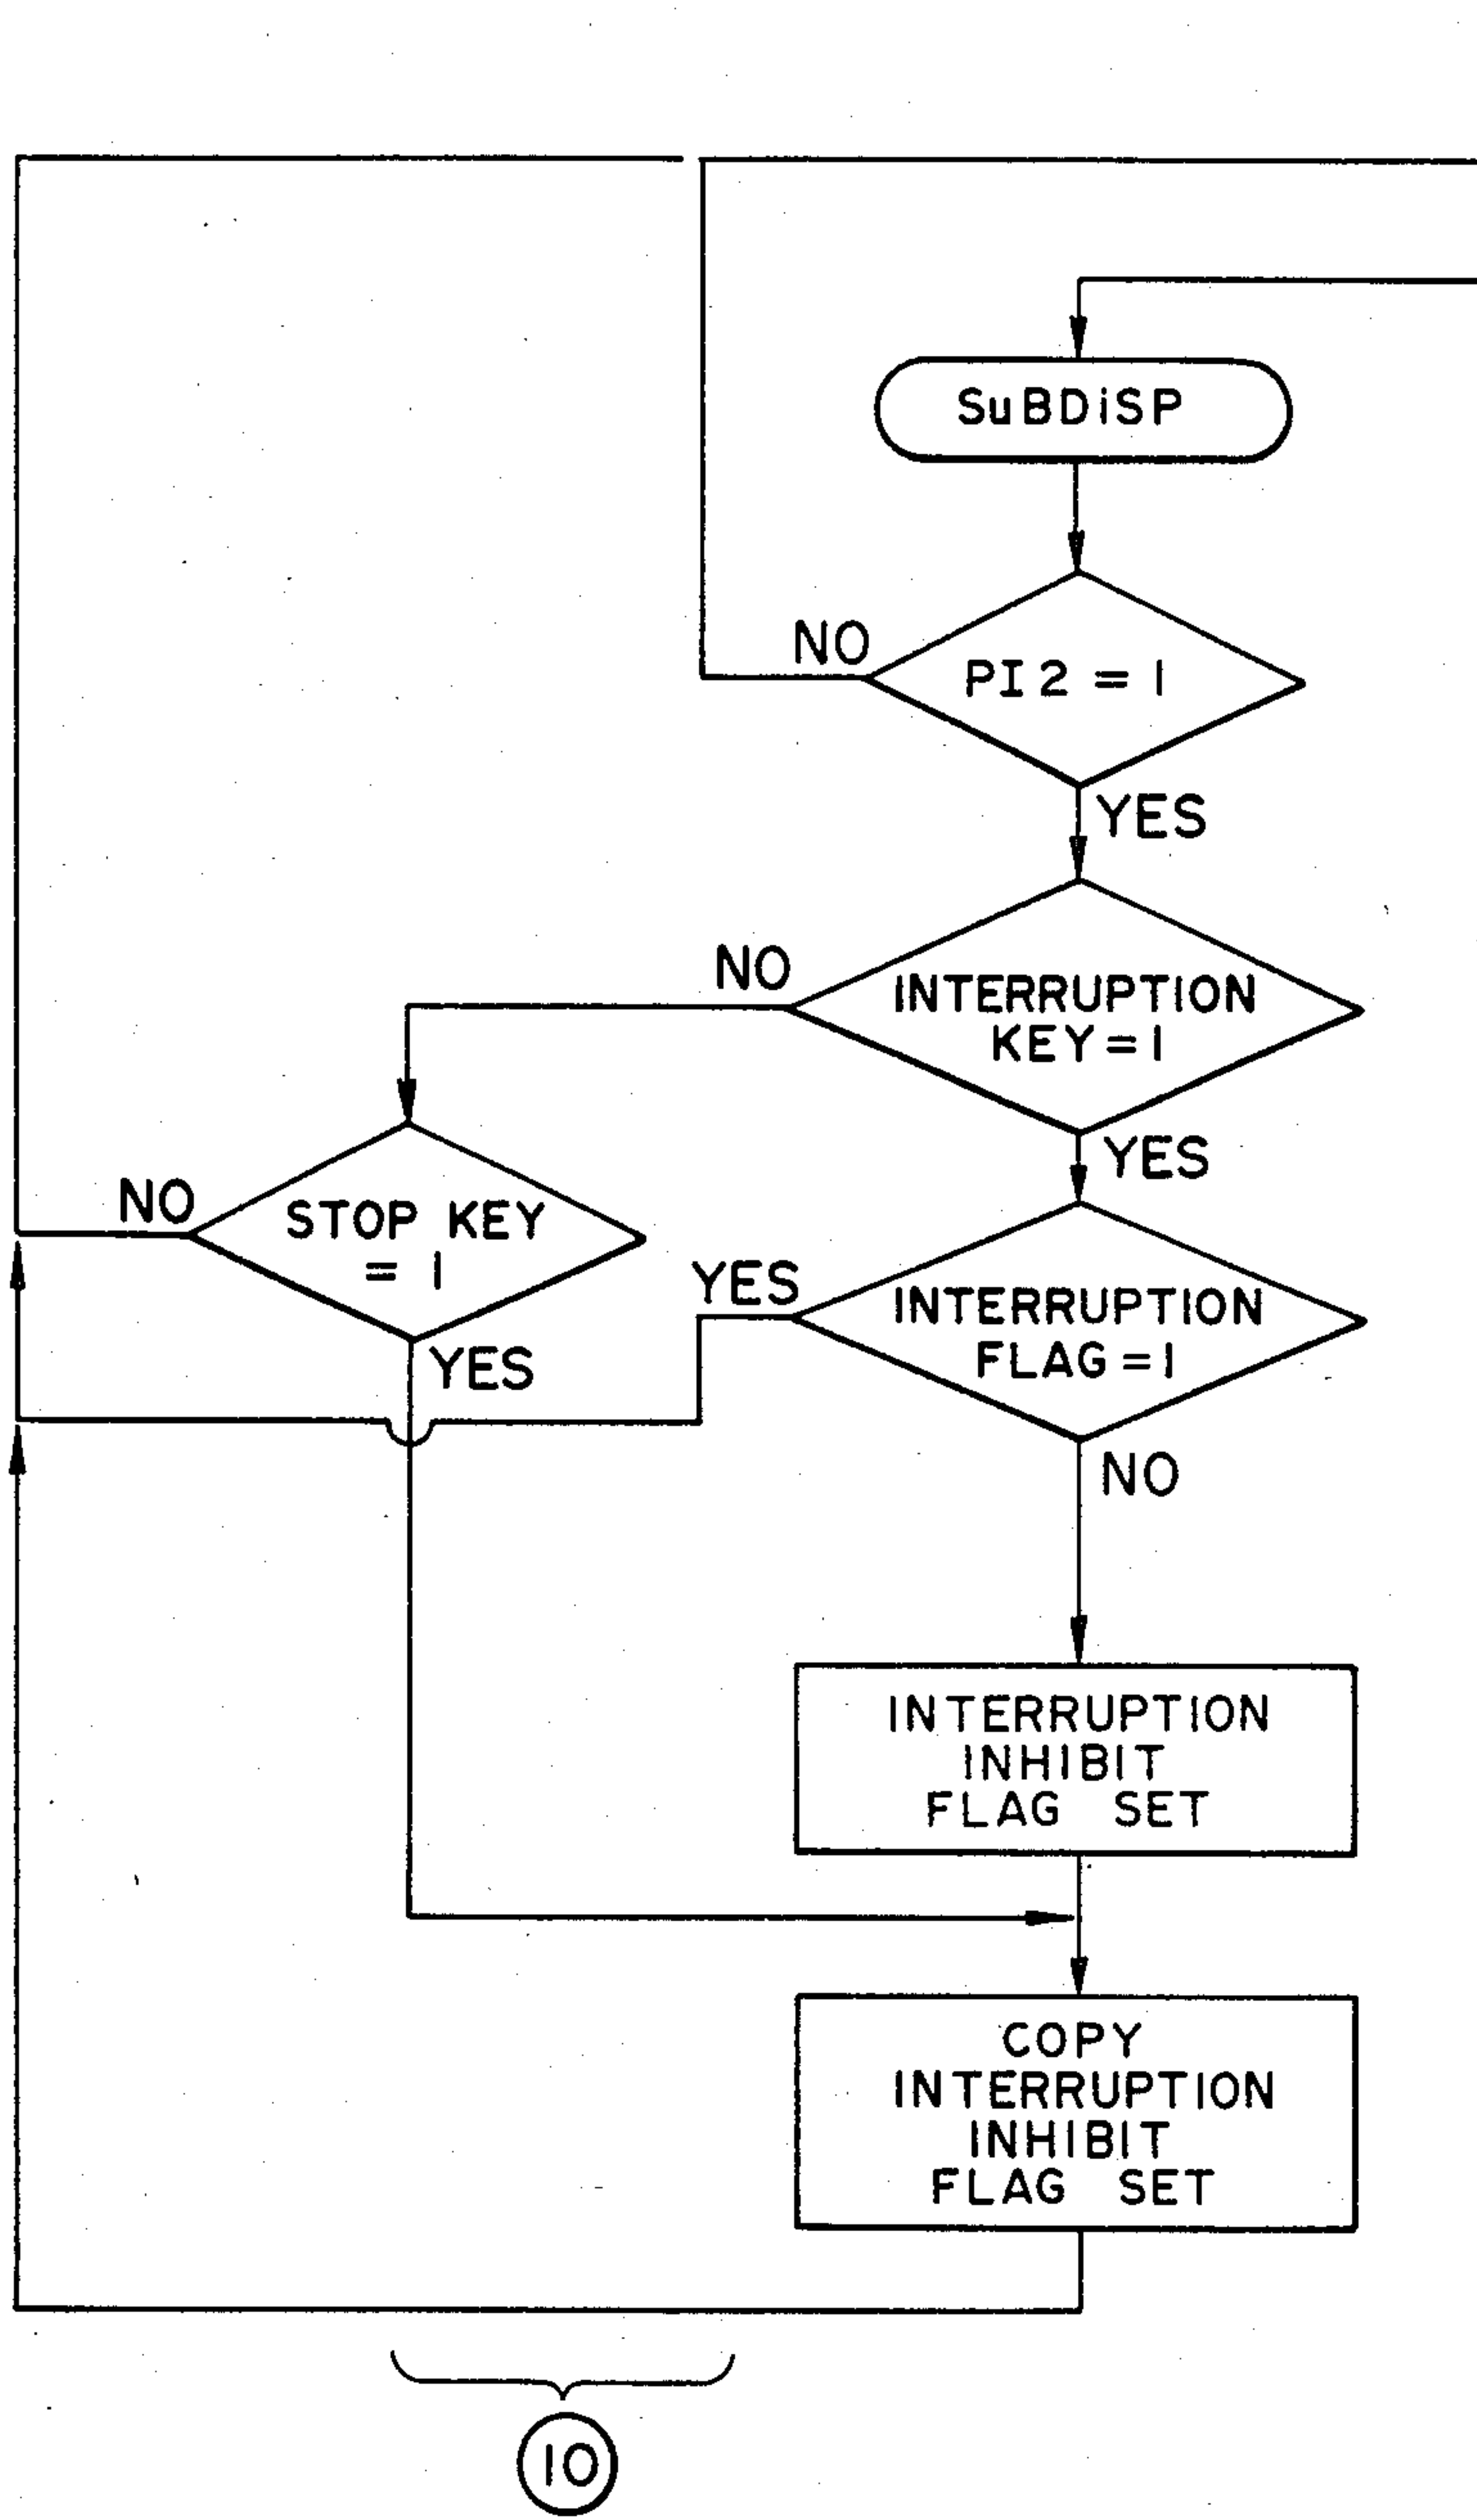 SuBDiSP
NO
PI2 = 1
YES
NO
INTERRUPTION
KEY=1
YES
NO
STOP KEY
= 1
YES
YES
INTERRUPTION
FLAG=1
NO
INTERRUPTION
INHIBIT
FLAG SET
COPY
INTERRUPTION
INHIBIT
FLAG SET
10